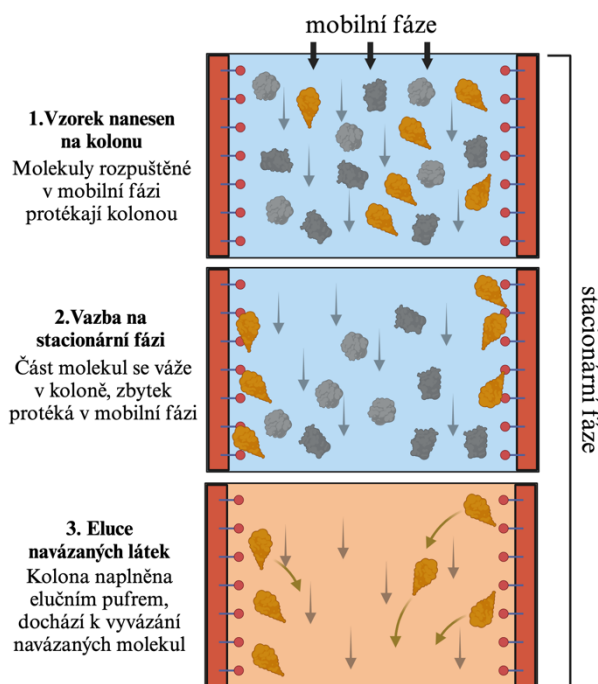 mobilní fáze
1.Vzorek nanesen
na kolonu
Molekuly rozpuštěné
v mobilní fázi
protékají kolonou
2.Vazba na
stacionární fázi
Část molekul se váže
v koloně, zbytek
protéká v mobilní fázi
3. Eluce
navázaných látek
Kolona naplněna
elučním pufrem,
dochází k vyvázání
navázaných molekul
stacionární fáze